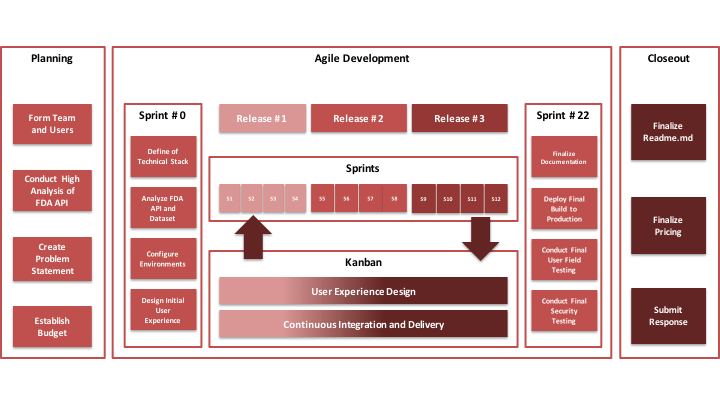 Planning
Form Team
and Users
Conduct High
Analysis of
FDA API
Create
Problem
Statement
Establish
Budget
Agile Development
Sprint # 0
Define of
Technical Stack
Analyze FDA
API and
Dataset
Configure
Environments
Design Initial
User
Experience
Release # 1
Release # 2
Release # 3
Sprints
S1
S2
S3
S4
S5
S6
S7
S8
S9
S10
S11
S12
Kanban
User Experience Design
Continuous Integration and Delivery
Sprint # 22
Finalize
Documentation
Deploy Final
Build to
Production
Conduct Final
User Field
Testing
Conduct Final
Security
Testing
Closeout
Finalize
Readme.md
Finalize
Pricing
Submit
Response